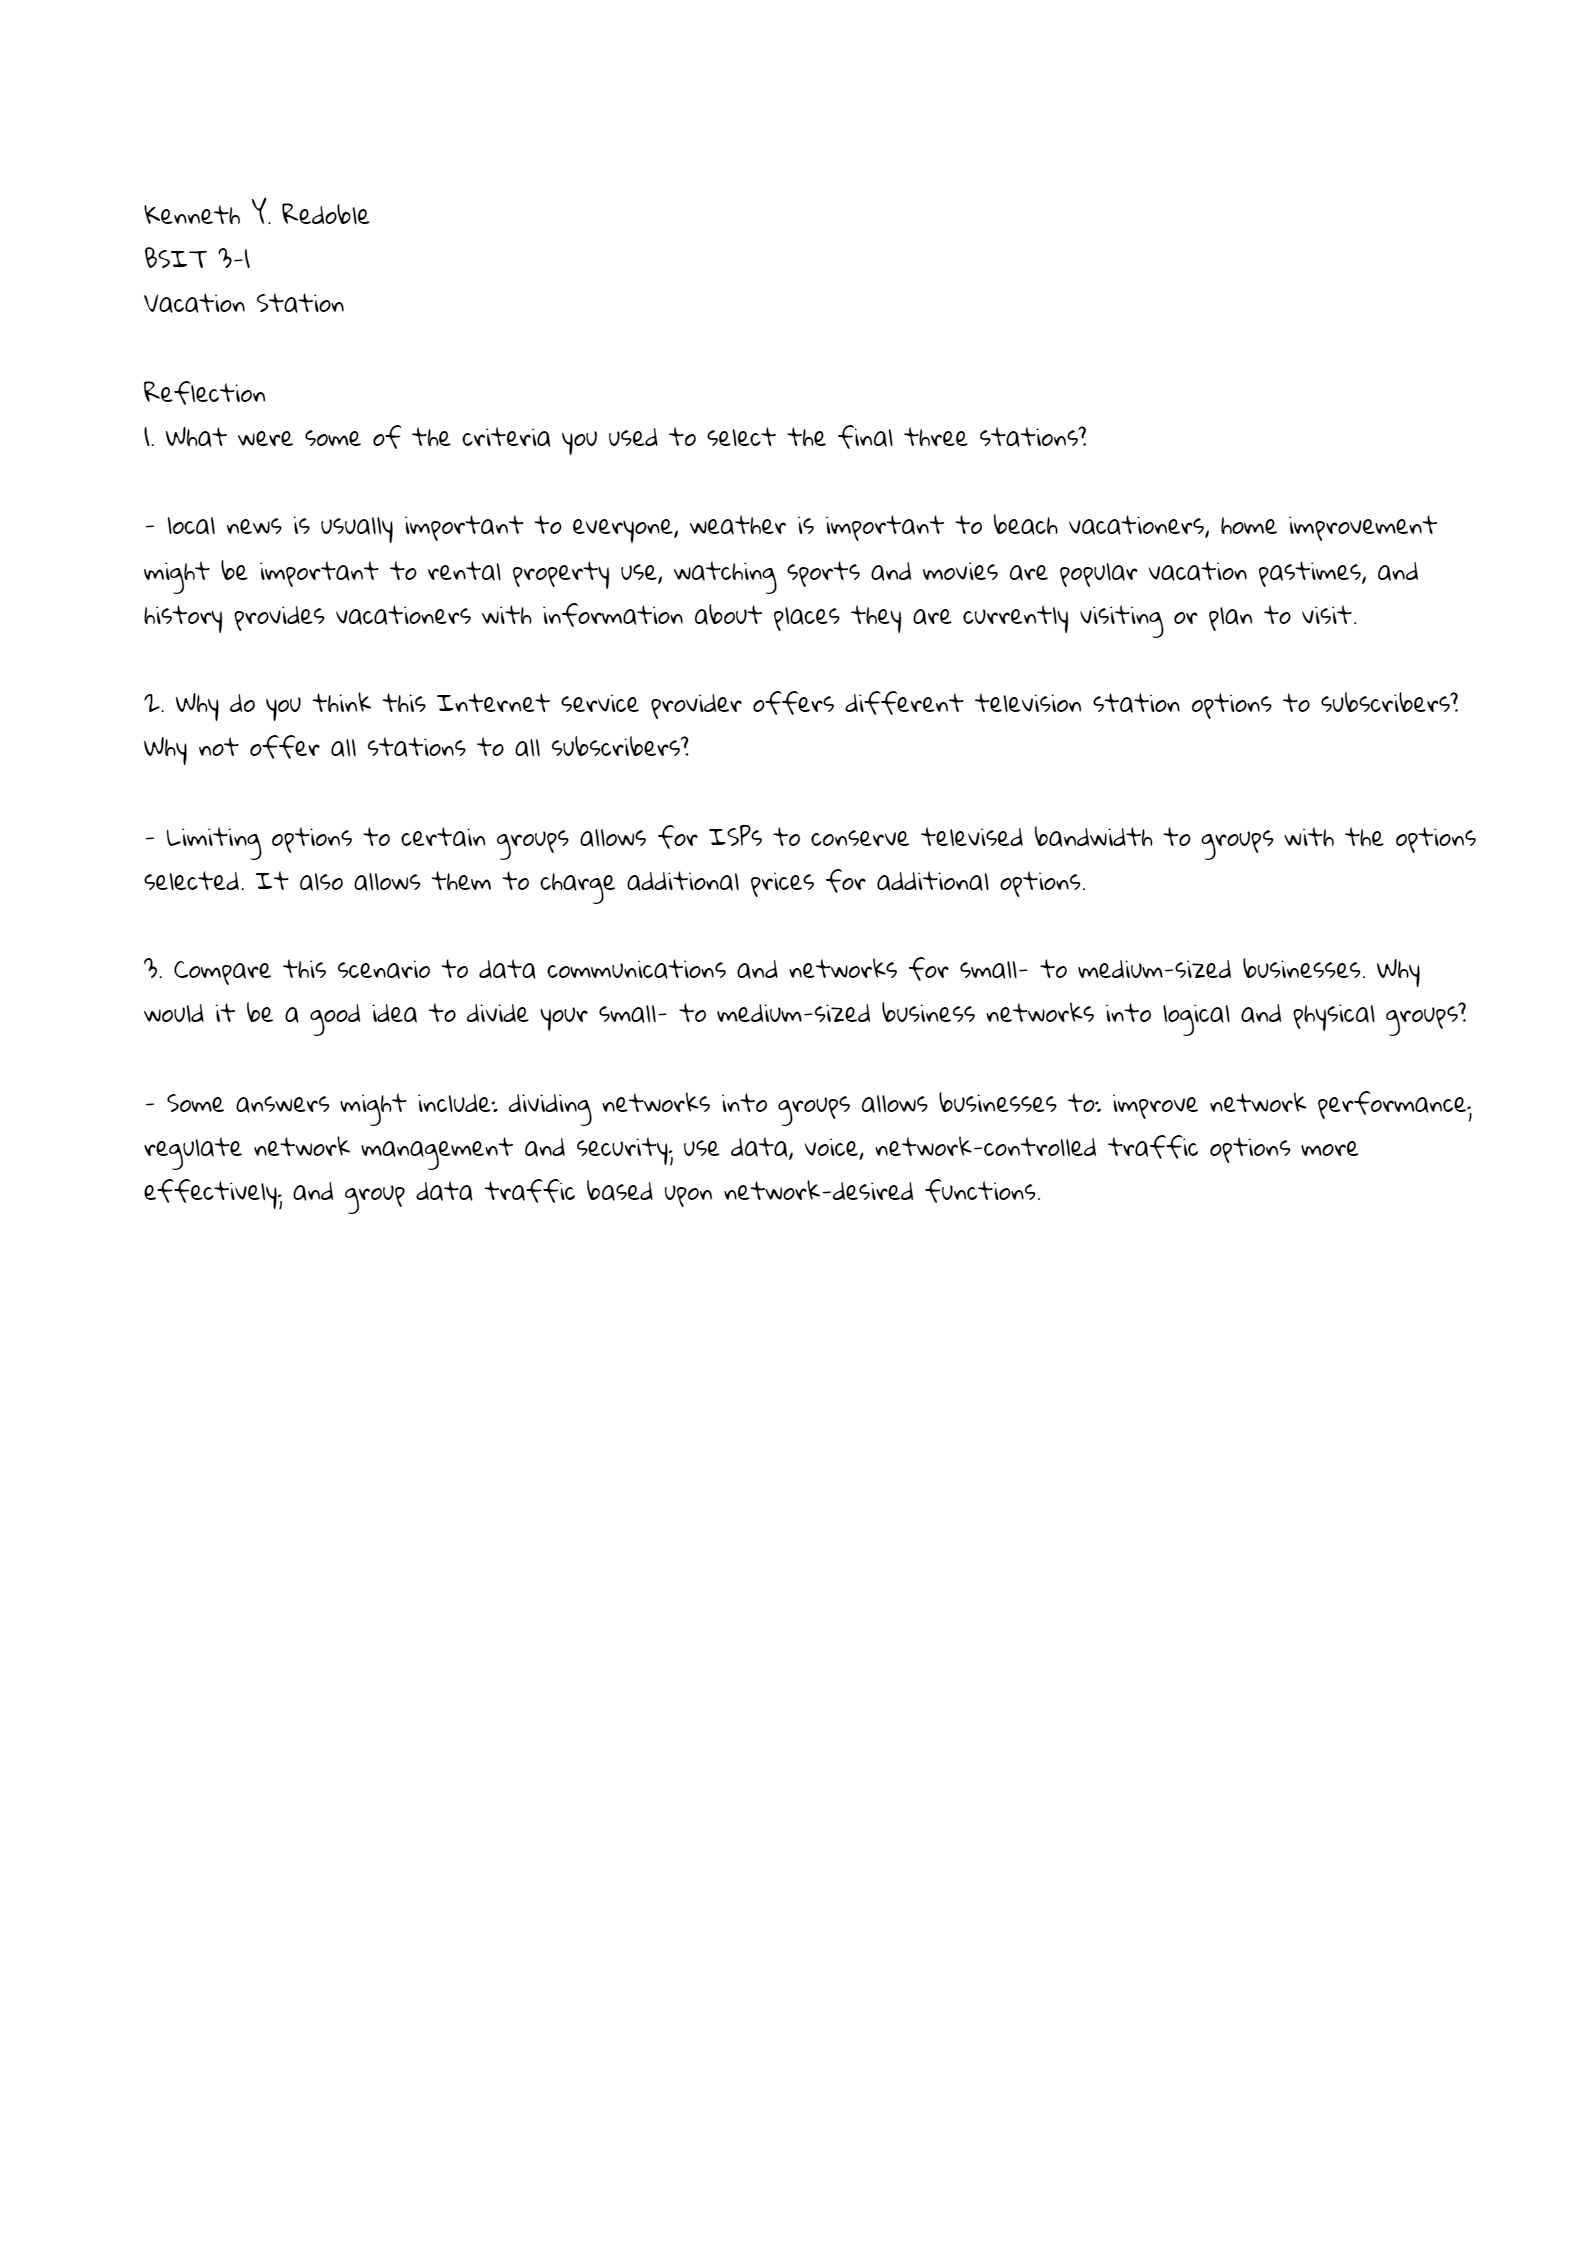 Kenneth Y. Redoble
BSIT 3-1
Vacation Station
Reflection
1. What were some of the criteria you used to select the final three stations?
- local news is usually important to everyone, weather is important to beach vacationers, home improvement
might be important to rental property use, watching sports and movies are popular vacation pastimes, and
history provides vacationers with information about places they are currently visiting or plan to visit.
2. Why do you think this Internet service provider offers different television station options to subscribers?
Why not offer all stations to all subscribers?
- Limiting options to certain groups allows for ISPs to conserve televised bandwidth to groups with the options
selected. It also allows them to charge additional prices for additional options.
3. Compare this scenario to data communications and networks for small- to medium-sized businesses. Why
would it be a good idea to divide your small- to medium-sized business networks into logical and physical groups?
- Some answers might include: dividing networks into groups allows businesses to: improve network performance;
regulate network management and security; use data, voice, network-controlled traffic options more
effectively; and group data traffic based upon network-desired functions.